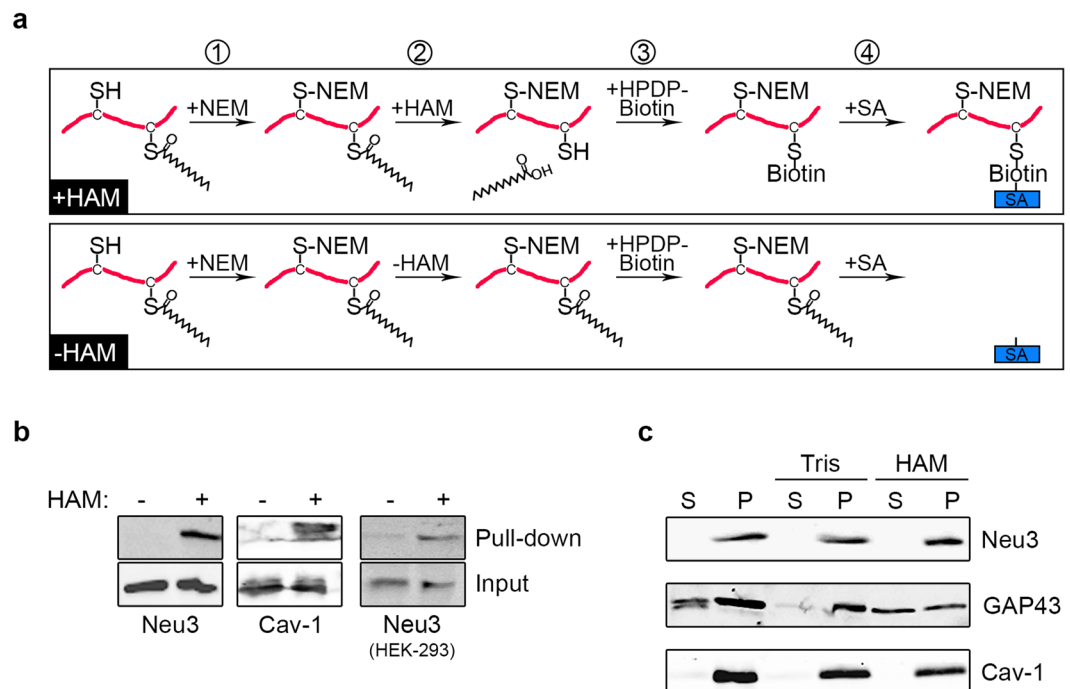 a
① ② ③ ④
SH S-NEM S-NEM +HPDP- S-NEM S-NEM
+NEM +HAM Biotin +SA
C C C C C C C C C C
S O S O O OH SH S S
Biotin Biotin
+HAM SA
SH S-NEM S-NEM +HPDP- S-NEM
+NEM -HAM Biotin +SA
C C C C C C C C
S O S O S O S O
-HAM SA
b
HAM: - + - + - +
Pull-down
Input
Neu3 Cav-1 Neu3
(HEK-293)
c
Tris HAM
S P S P S P
Neu3
GAP43
Cav-1